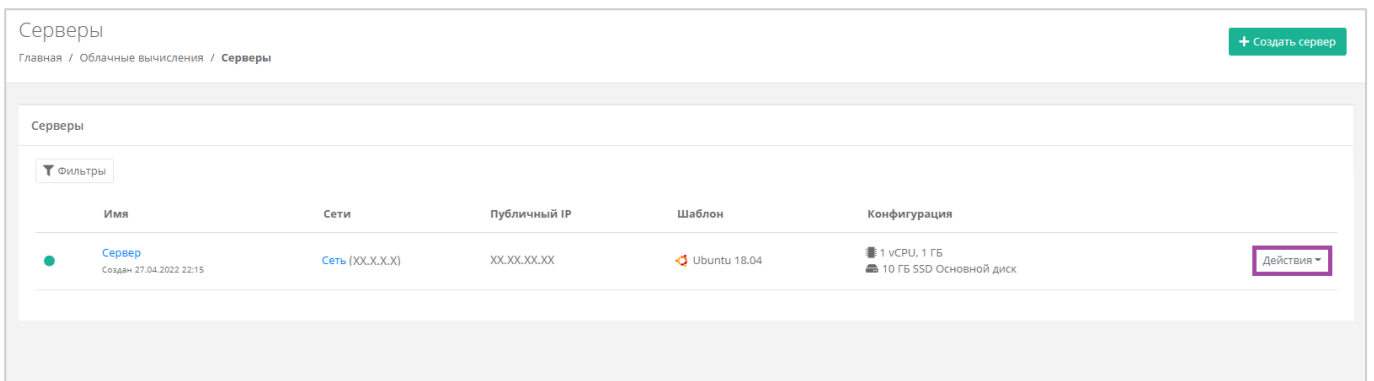 Серверы
Главная / Облачные вычисления / Серверы
+ Создать сервер
Серверы
Фильтры
Имя Сети Публичный IP Шаблон Конфигурация
Сервер Сеть (XX.X.X.X) XX.XX.XX.XX Ubuntu 18.04 1 vCPU, 1 ГБ Действия
Создан 27.04.2022 22:15 10 ГБ SSD Основной диск